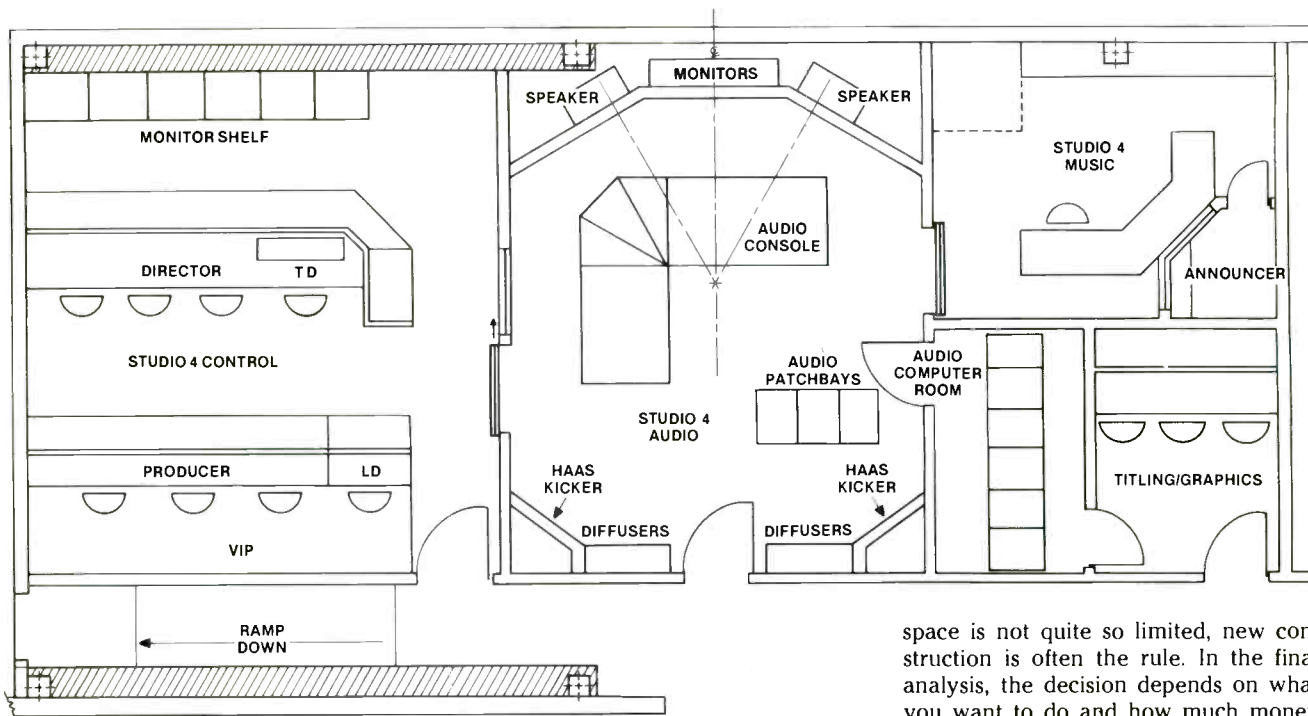 MONITORS
SPEAKER
SPEAKER
MONITOR SHELF
STUDIO 4
MUSIC
AUDIO
CONSOLE
DIRECTOR
TD
ANNOUNCER
STUDIO 4 CONTROL
AUDIO
PATCHBAYS
AUDIO
COMPUTER
ROOM
STUDIO 4
AUDIO
PRODUCER
LD
HAAS
KICKER
HAAS
KICKER
TITLING/GRAPHICS
DIFFUSERS
DIFFUSERS
VIP
RAMP
DOWN
space is not quite so limited, new con-
struction is often the rule. In the fina
analysis, the decision depends on wha
you want to do and how much money